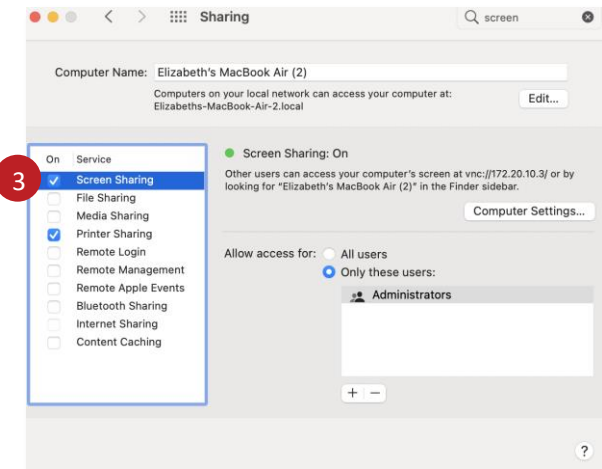 Sharing
screen
Computer Name: Elizabeth's MacBook Air (2)
Computers on your local network can access your computer at:
Elizabeths-MacBook-Air-2.local
Edit...
On Service
3
Screen Sharing
File Sharing
Media Sharing
Printer Sharing
Remote Login
Remote Management
Remote Apple Events
Bluetooth Sharing
Internet Sharing
Content Caching
Screen Sharing: On
Other users can access your computer's screen at vnc://172.20.10.3/ or by
looking for "Elizabeth's MacBook Air (2)" in the Finder sidebar.
Computer Settings...
Allow access for: All users
Only these users:
Administrators
+ −
?